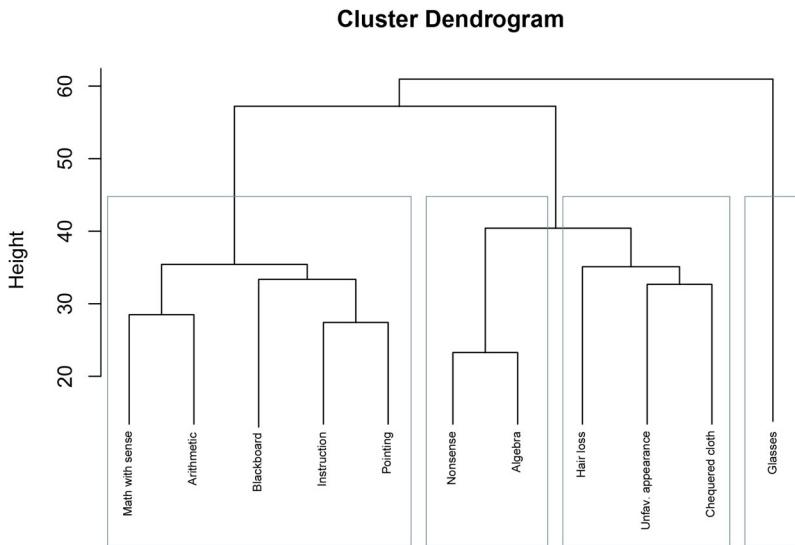 Cluster Dendrogram
Height
60
50
40
30
20
Math with sense
Arithmetic
Blackboard
Instruction
Pointing
Nonsense
Algebra
Hair loss
Unfav. appearance
Chequered cloth
Glasses